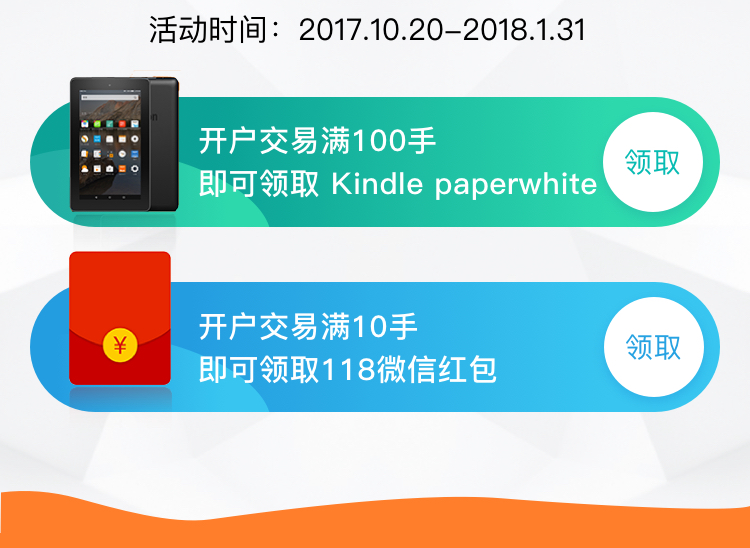 活动时间：2017.10.20-2018.1.31
开户交易满100手
即可领取 Kindle paperwhite
领取
¥
开户交易满10手
即可领取118微信红包
领取